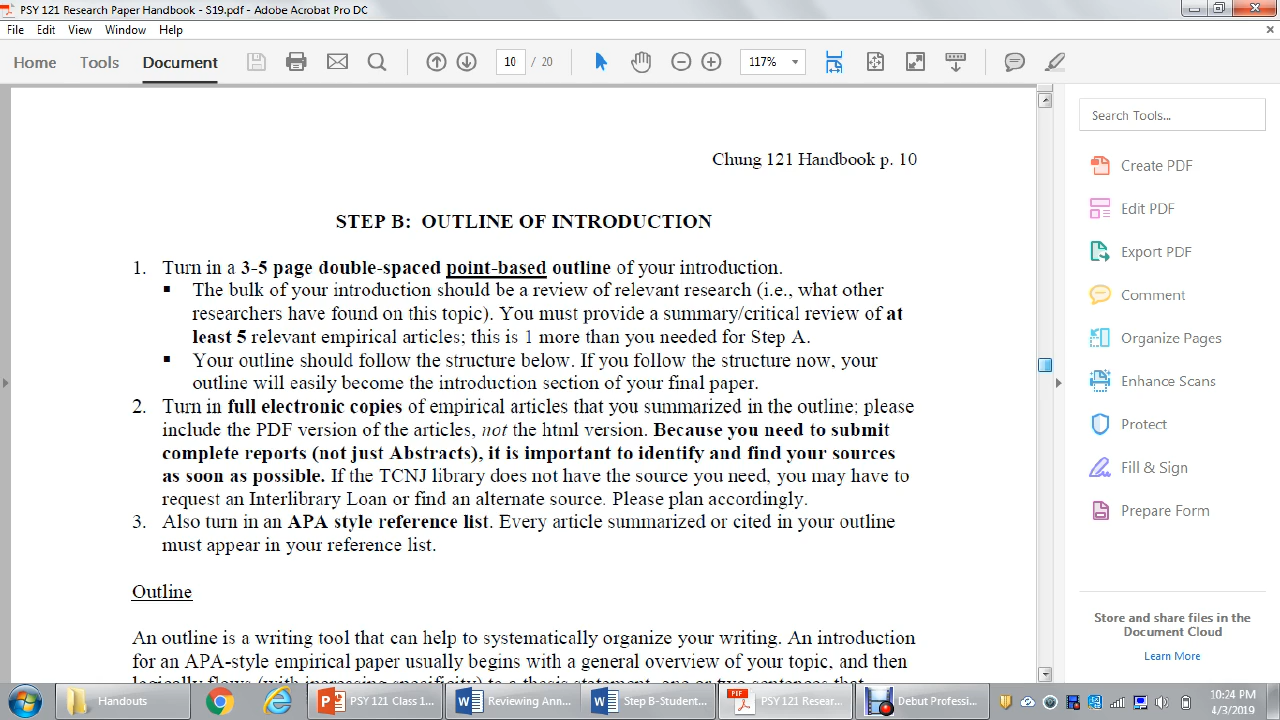 PSY 121 Research Paper Handbook - S19.pdf - Adobe Acrobat Pro DC
File Edit View Window Help
Home Tools Document 10 / 20 117%
Search Tools...
Create PDF
Edit PDF
Export PDF
Comment
Organize Pages
Enhance Scans
Protect
Fill & Sign
Prepare Form
Store and share files in the
Document Cloud
Learn More
Chung 121 Handbook p. 10
STEP B: OUTLINE OF INTRODUCTION
1. Turn in a 3-5 page double-spaced point-based outline of your introduction.
▪ The bulk of your introduction should be a review of relevant research (i.e., what other
researchers have found on this topic). You must provide a summary/critical review of at
least 5 relevant empirical articles; this is 1 more than you needed for Step A.
▪ Your outline should follow the structure below. If you follow the structure now, your
outline will easily become the introduction section of your final paper.
2. Turn in full electronic copies of empirical articles that you summarized in the outline; please
include the PDF version of the articles, not the html version. Because you need to submit
complete reports (not just Abstracts), it is important to identify and find your sources
as soon as possible. If the TCNJ library does not have the source you need, you may have to
request an Interlibrary Loan or find an alternate source. Please plan accordingly.
3. Also turn in an APA style reference list. Every article summarized or cited in your outline
must appear in your reference list.
Outline
An outline is a writing tool that can help to systematically organize your writing. An introduction
for an APA-style empirical paper usually begins with a general overview of your topic, and then
logically flows (with increasing specificity) to a thesis statement, one or two sentences that
Handouts PSY 121 Class 1... Reviewing Ann... Step B-Student... PSY 121 Resear... Debut Professi...
10:24 PM
4/3/2019